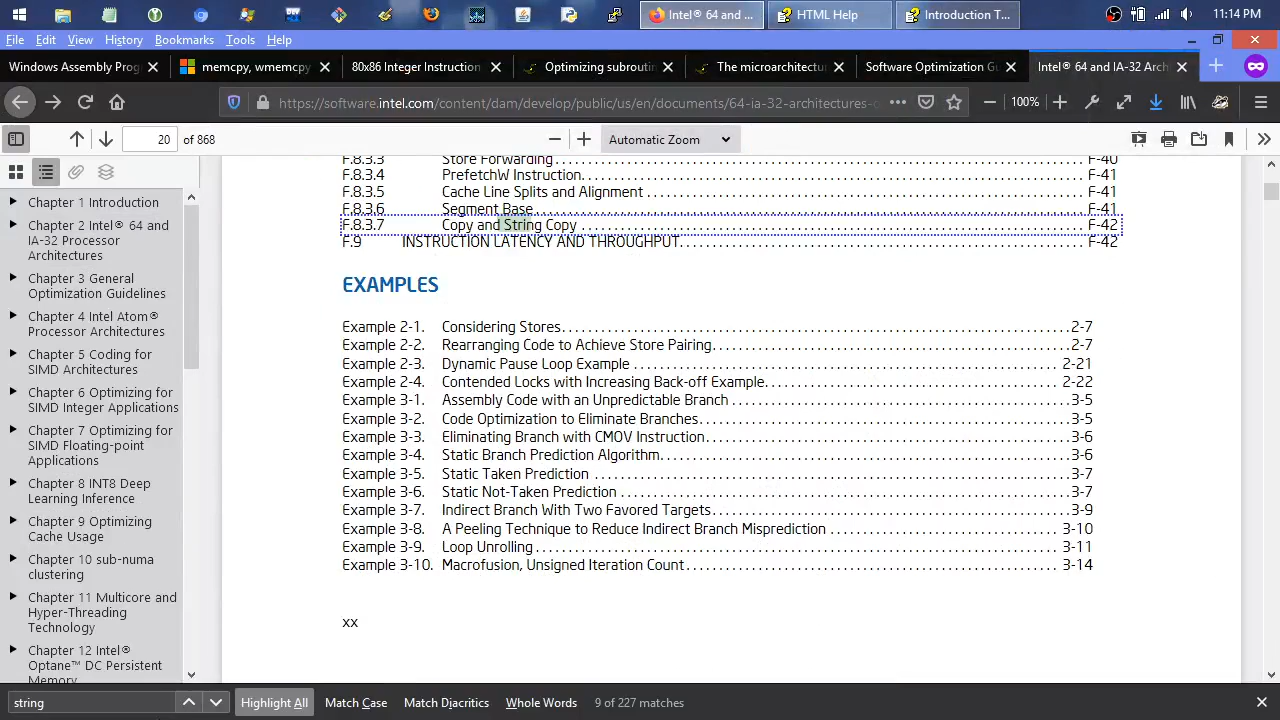 Intel® 64 and ...
HTML Help
Introduction T...
11:14 PM
File Edit View History Bookmarks Tools Help
Windows Assembly Prog
memcpy, wmemcpy
80x86 Integer Instruction
Optimizing subroutin
The microarchitectur
Software Optimization Gu
Intel® 64 and IA-32 Arch
https://software.intel.com/content/dam/develop/public/us/en/documents/64-ia-32-architectures-o
100%
20 of 868
Automatic Zoom
Chapter 1 Introduction
Chapter 2 Intel® 64 and
IA-32 Processor
Architectures
Chapter 3 General
Optimization Guidelines
Chapter 4 Intel Atom®
Processor Architectures
Chapter 5 Coding for
SIMD Architectures
Chapter 6 Optimizing for
SIMD Integer Applications
Chapter 7 Optimizing for
SIMD Floating-point
Applications
Chapter 8 INT8 Deep
Learning Inference
Chapter 9 Optimizing
Cache Usage
Chapter 10 sub-numa
clustering
Chapter 11 Multicore and
Hyper-Threading
Technology
Chapter 12 Intel®
Optane™ DC Persistent
Memory
F.8.3.3 Store Forwarding F-40
F.8.3.4 PrefetchW Instruction F-41
F.8.3.5 Cache Line Splits and Alignment F-41
F.8.3.6 Segment Base F-41
F.8.3.7 Copy and String Copy F-42
F.9 INSTRUCTION LATENCY AND THROUGHPUT F-42
EXAMPLES
Example 2-1. Considering Stores 2-7
Example 2-2. Rearranging Code to Achieve Store Pairing 2-7
Example 2-3. Dynamic Pause Loop Example 2-21
Example 2-4. Contended Locks with Increasing Back-off Example 2-22
Example 3-1. Assembly Code with an Unpredictable Branch 3-5
Example 3-2. Code Optimization to Eliminate Branches 3-5
Example 3-3. Eliminating Branch with CMOV Instruction 3-6
Example 3-4. Static Branch Prediction Algorithm 3-6
Example 3-5. Static Taken Prediction 3-7
Example 3-6. Static Not-Taken Prediction 3-7
Example 3-7. Indirect Branch With Two Favored Targets 3-9
Example 3-8. A Peeling Technique to Reduce Indirect Branch Misprediction 3-10
Example 3-9. Loop Unrolling 3-11
Example 3-10. Macrofusion, Unsigned Iteration Count 3-14
xx
string
Highlight All Match Case Match Diacritics Whole Words 9 of 227 matches